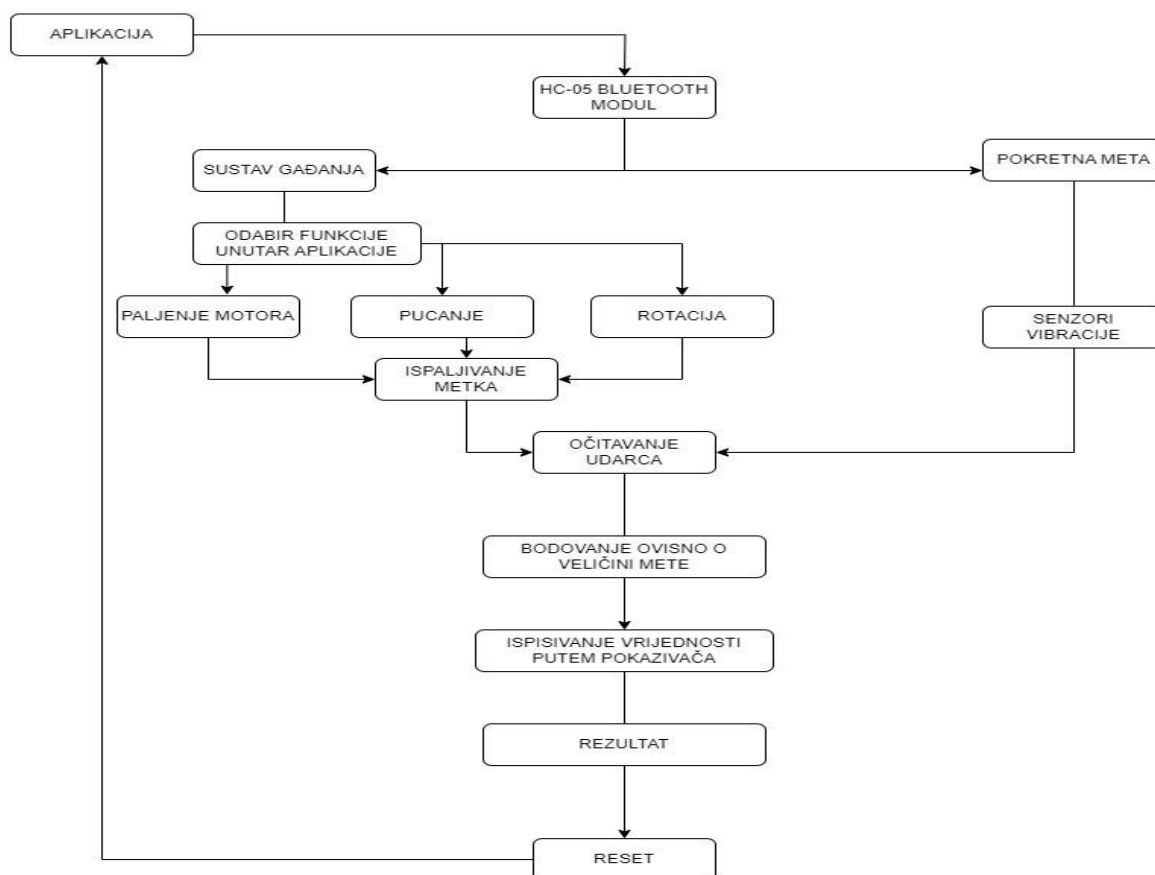 APLIKACIJA
HC-05 BLUETOOTH
MODUL
SUSTAV GAĐANJA
POKRETNA META
ODABIR FUNKCIJE
UNUTAR APLIKACIJE
PALJENJE MOTORA
PUCANJE
ROTACIJA
SENZORI
VIBRACIJE
ISPALJIVANJE
METKA
OČITAVANJE
UDARCA
BODOVANJE OVISNO O
VELIČINI METE
ISPISIVANJE VRIJEDNOSTI
PUTEM POKAZIVAČA
REZULTAT
RESET